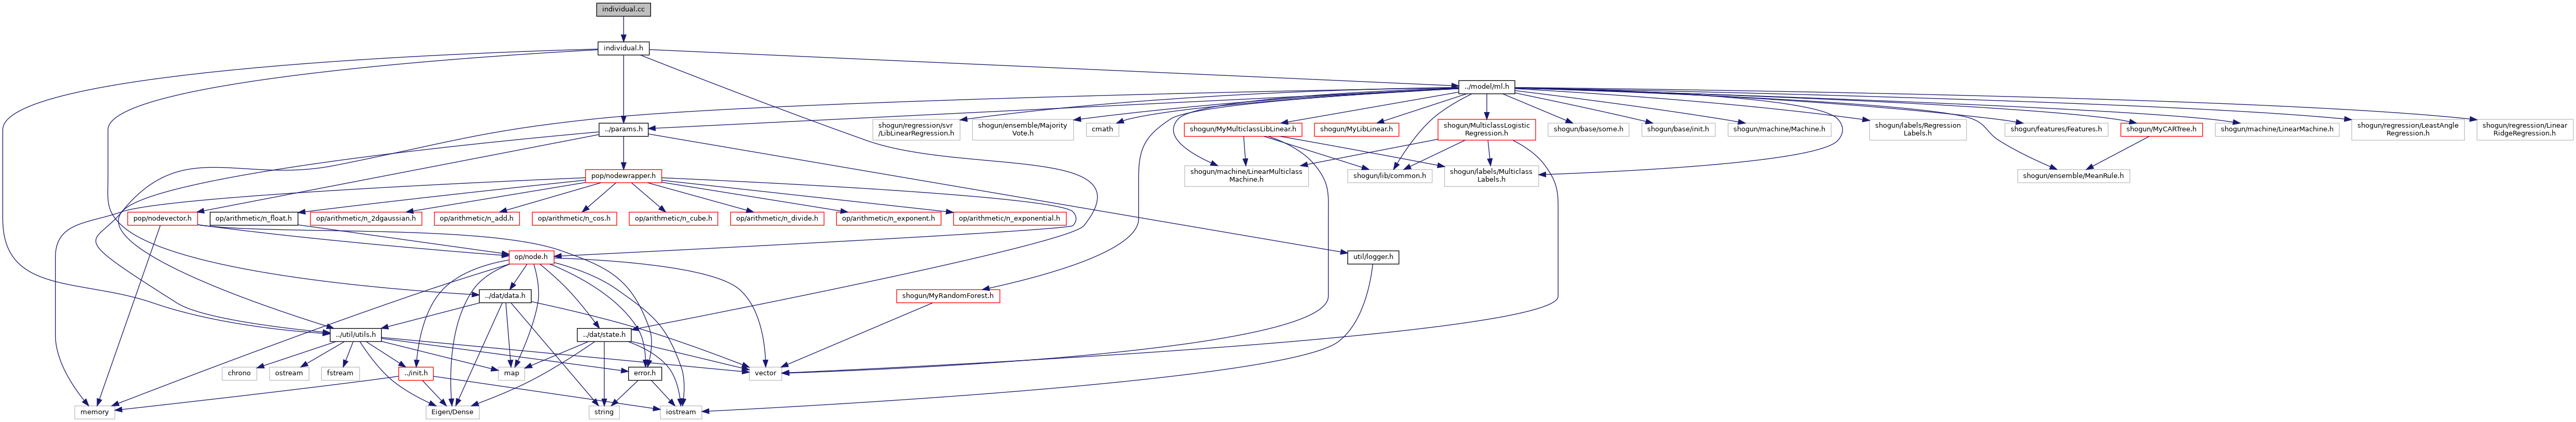 individual.cc
individual.h
../model/ml.h
../params.h
shogun/regression/svr
/LibLinearRegression.h
shogun/ensemble/Majority
Vote.h
cmath
shogun/MyMulticlassLibLinear.h
shogun/MyLibLinear.h
shogun/MulticlassLogistic
Regression.h
shogun/base/some.h
shogun/base/init.h
shogun/machine/Machine.h
shogun/labels/Regression
Labels.h
shogun/features/Features.h
shogun/MyCARTree.h
shogun/machine/LinearMachine.h
shogun/regression/LeastAngle
Regression.h
shogun/regression/Linear
RidgeRegression.h
pop/nodewrapper.h
shogun/machine/LinearMulticlass
Machine.h
shogun/lib/common.h
shogun/labels/Multiclass
Labels.h
shogun/ensemble/MeanRule.h
pop/nodevector.h
op/arithmetic/n_float.h
op/arithmetic/n_2dgaussian.h
op/arithmetic/n_add.h
op/arithmetic/n_cos.h
op/arithmetic/n_cube.h
op/arithmetic/n_divide.h
op/arithmetic/n_exponent.h
op/arithmetic/n_exponential.h
op/node.h
util/logger.h
../dat/data.h
shogun/MyRandomForest.h
../util/utils.h
../dat/state.h
chrono
ostream
fstream
../init.h
map
error.h
vector
memory
Eigen/Dense
string
iostream